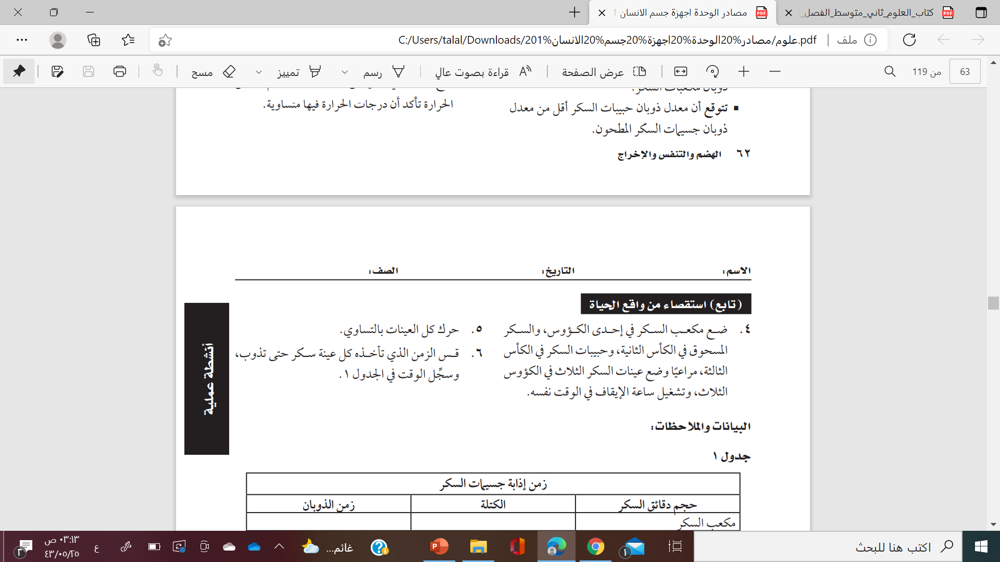 كتاب_العلوم_ثاني_متوسط_الفصل_
مصادر الوحدة اجهزة جسم الانسان 1
ملف
C:/Users/talal/Downloads/علوم/مصادر%20الوحدة%20اجهزة%20جسم%20الانسان%201.pdf
63
من 119
عرض الصفحة
قراءة بصوت عالٍ
رسم
تمييز
مسح
ذوبان مكعبات السكر.
■ تتوقع أن معدل ذوبان حبيبات السكر أقل من معدل
ذوبان جسيمات السكر المطحون.
الحرارة تأكد أن درجات الحرارة فيها متساوية.
٦٢ الهضم والتنفس والإخراج
الاسم: التاريخ: الصف:
(تابع) استقصاء من واقع الحياة
٤. ضع مكعب السكر في إحدى الكؤوس، والسكر
المسحوق في الكأس الثانية، وحبيبات السكر في الكأس
الثالثة، مراعيًا وضع عينات السكر الثلاث في الكؤوس
الثلاث، وتشغيل ساعة الإيقاف في الوقت نفسه.
٥. حرك كل العينات بالتساوي.
٦. قس الزمن الذي تأخذه كل عينة سكر حتى تذوب،
وسجِّل الوقت في الجدول ١.
أنشطة عملية
البيانات والملاحظات:
جدول ١
زمن إذابة جسيمات السكر
حجم دقائق السكر الكتلة زمن الذوبان
مكعب السكر
اكتب هنا للبحث
١
غائم...
ع
٠٣:١٣ ص
٤٣/٠٥/٢٥
٣